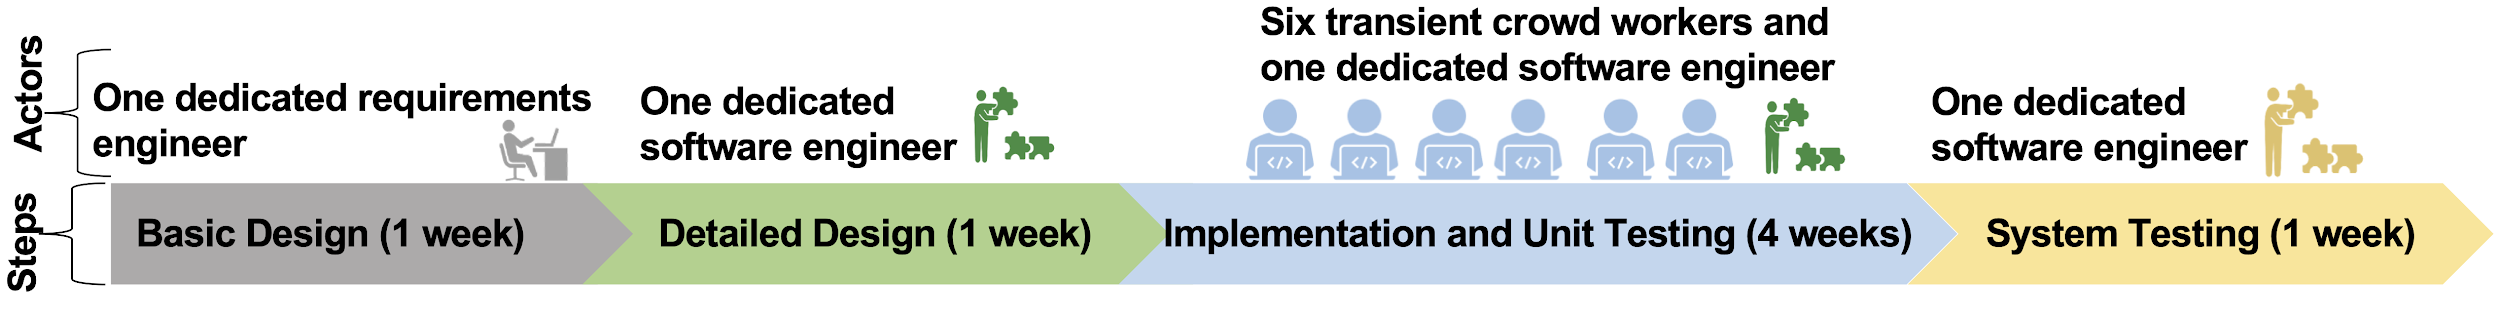 Actors
One dedicated requirements
engineer
One dedicated
software engineer
Six transient crowd workers and
one dedicated software engineer
One dedicated
software engineer
Steps
Basic Design (1 week)
Detailed Design (1 week)
Implementation and Unit Testing (4 weeks)
System Testing (1 week)